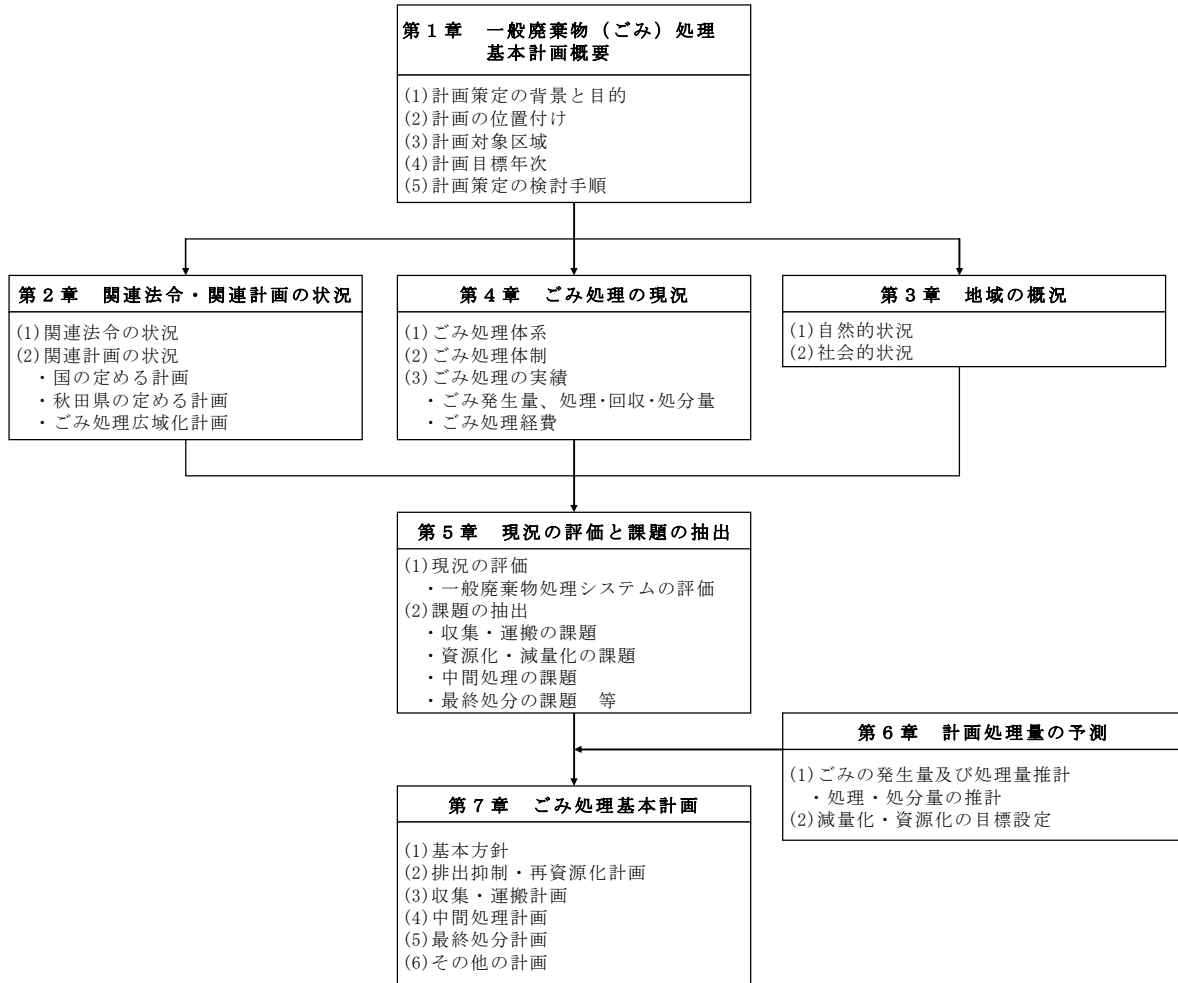 第１章　一般廃棄物（ごみ）処理
基本計画概要
(1)計画策定の背景と目的
(2)計画の位置付け
(3)計画対象区域
(4)計画目標年次
(5)計画策定の検討手順
第２章　関連法令・関連計画の状況
(1)関連法令の状況
(2)関連計画の状況
・国の定める計画
・秋田県の定める計画
・ごみ処理広域化計画
第４章　ごみ処理の現況
(1)ごみ処理体系
(2)ごみ処理体制
(3)ごみ処理の実績
・ごみ発生量、処理・回収・処分量
・ごみ処理経費
第３章　地域の概況
(1)自然的状況
(2)社会的状況
第５章　現況の評価と課題の抽出
(1)現況の評価
・一般廃棄物処理システムの評価
(2)課題の抽出
・収集・運搬の課題
・資源化・減量化の課題
・中間処理の課題
・最終処分の課題　等
第６章　計画処理量の予測
(1)ごみの発生量及び処理量推計
・処理・処分量の推計
(2)減量化・資源化の目標設定
第７章　ごみ処理基本計画
(1)基本方針
(2)排出抑制・再資源化計画
(3)収集・運搬計画
(4)中間処理計画
(5)最終処分計画
(6)その他の計画